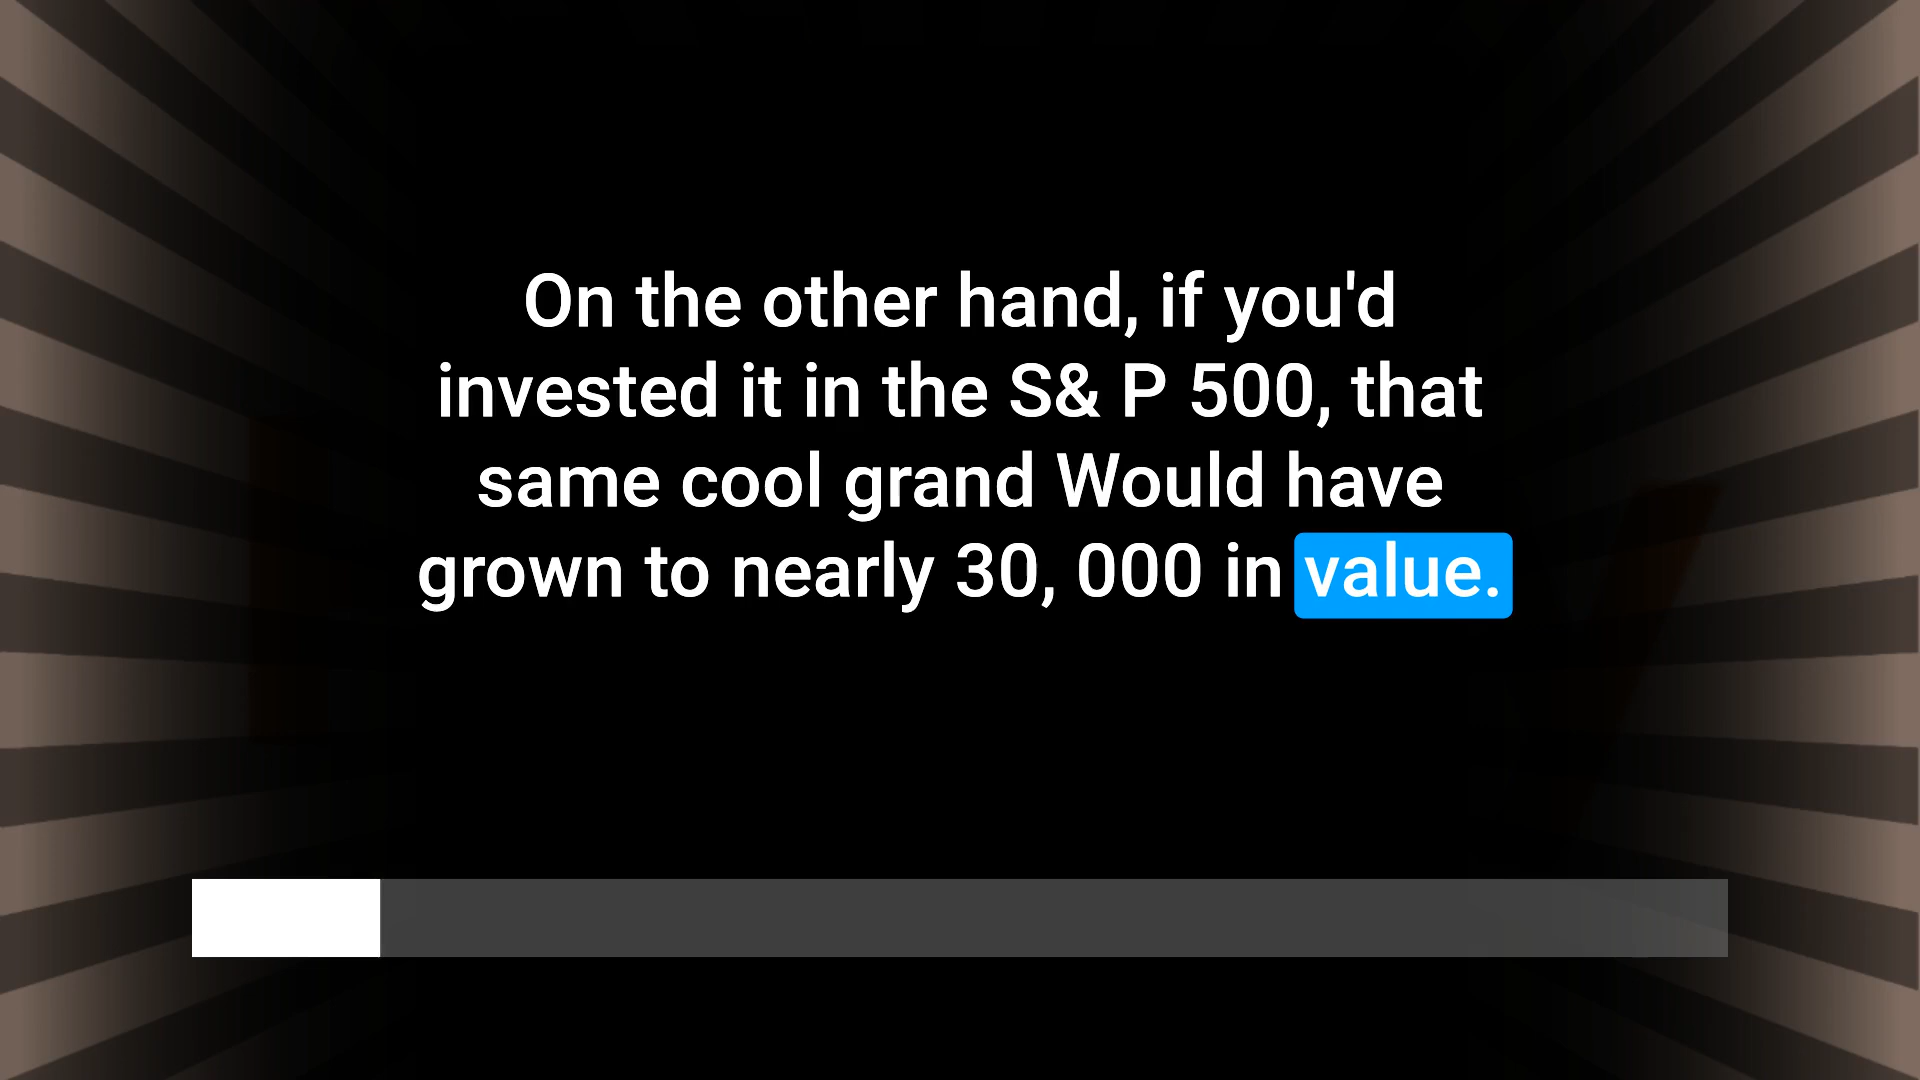 On the other hand, if you'd
invested it in the S& P 500, that
same cool grand Would have
grown to nearly 30, 000 in value.